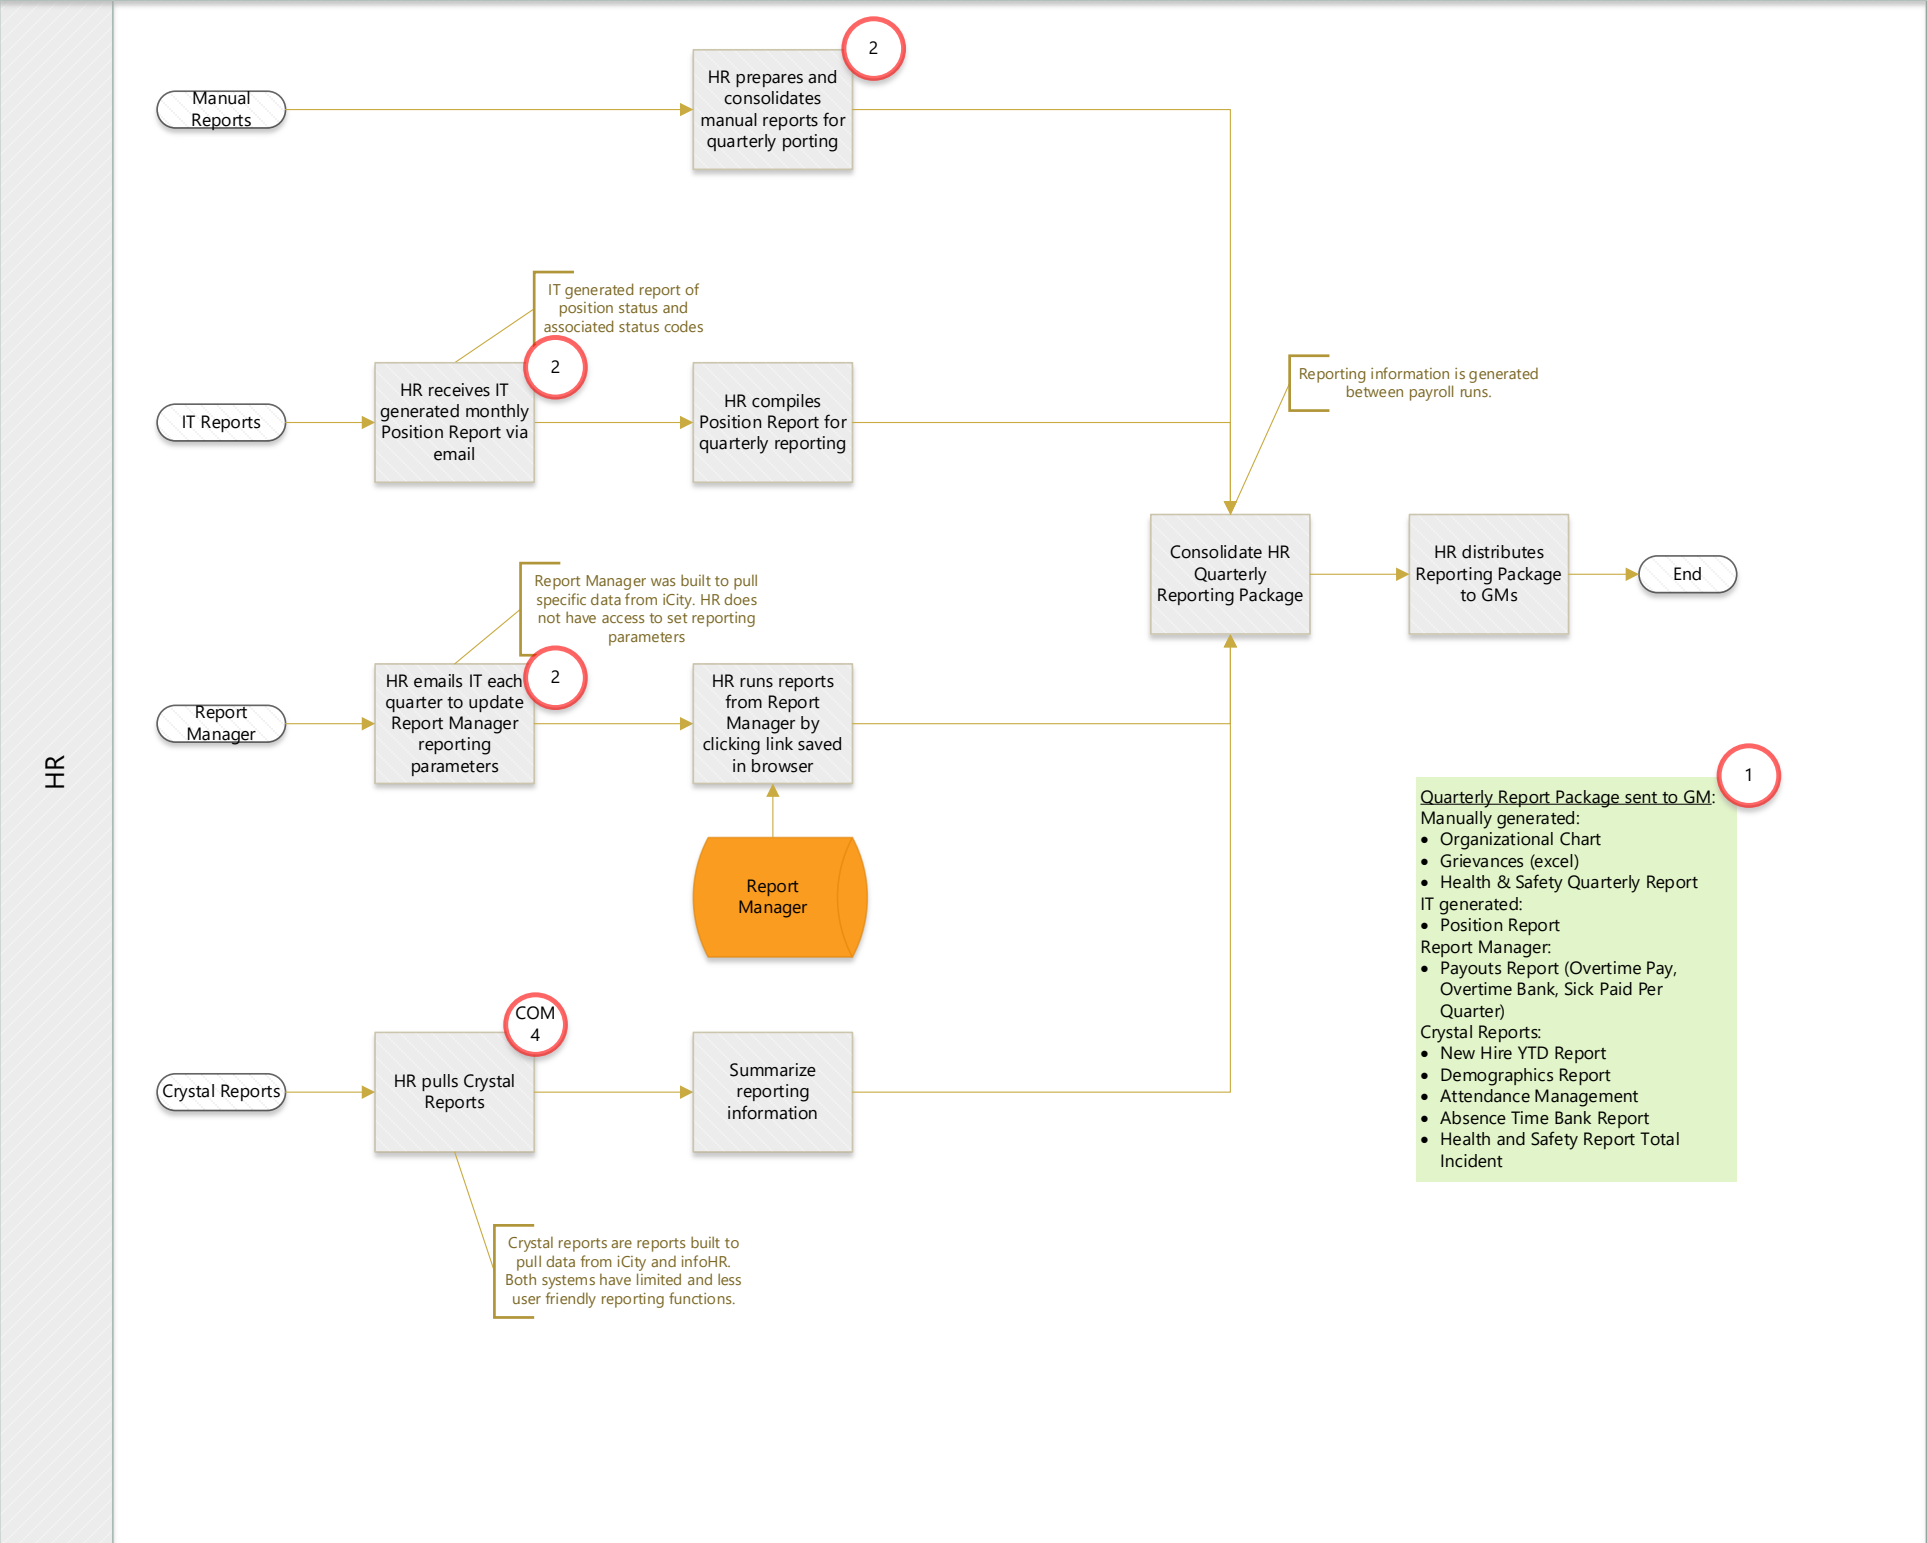 HR
Manual
Reports
HR prepares and
consolidates
manual reports for
quarterly porting
2
IT generated report of
position status and
associated status codes
IT Reports
HR receives IT
generated monthly
Position Report via
email
2
HR compiles
Position Report for
quarterly reporting
Reporting information is generated
between payroll runs.
Consolidate HR
Quarterly
Reporting Package
HR distributes
Reporting Package
to GMs
End
Report Manager was built to pull
specific data from iCity. HR does
not have access to set reporting
parameters
Report
Manager
HR emails IT each
quarter to update
Report Manager
reporting
parameters
2
HR runs reports
from Report
Manager by
clicking link saved
in browser
Report
Manager
Crystal Reports
HR pulls Crystal
Reports
COM
4
Summarize
reporting
information
Crystal reports are reports built to
pull data from iCity and infoHR.
Both systems have limited and less
user friendly reporting functions.
1
Quarterly Report Package sent to GM:
Manually generated:
• Organizational Chart
• Grievances (excel)
• Health & Safety Quarterly Report
IT generated:
• Position Report
Report Manager:
• Payouts Report (Overtime Pay,
Overtime Bank, Sick Paid Per
Quarter)
Crystal Reports:
• New Hire YTD Report
• Demographics Report
• Attendance Management
• Absence Time Bank Report
• Health and Safety Report Total
Incident